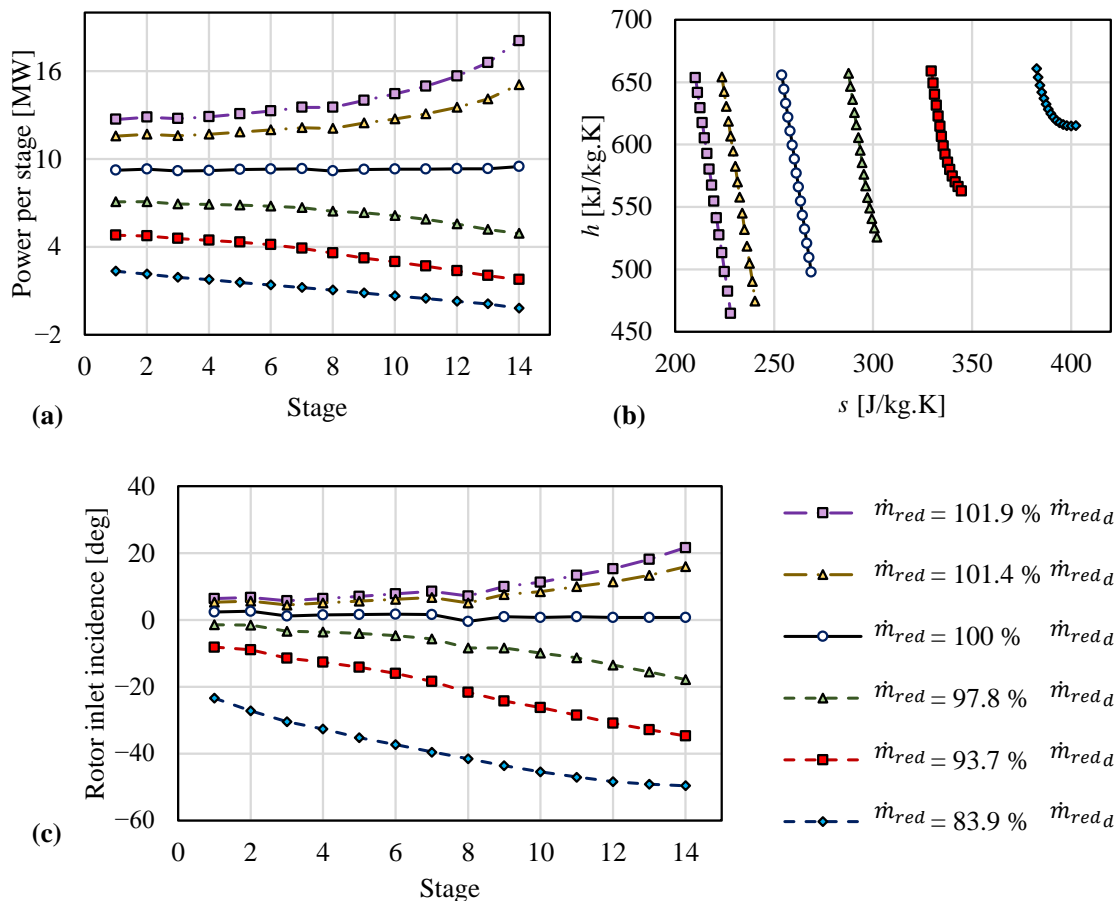 Power per stage [MW]
16
10
4
−2
0 2 4 6 8 10 12 14
Stage
(a)
h [kJ/kg.K]
700
650
600
550
500
450
200 250 300 350 400
s [J/kg.K]
(b)
Rotor inlet incidence [deg]
40
20
0
−20
−40
−60
0 2 4 6 8 10 12 14
Stage
(c)
ṁred = 101.9 % ṁredd
ṁred = 101.4 % ṁredd
ṁred = 100 % ṁredd
ṁred = 97.8 % ṁredd
ṁred = 93.7 % ṁredd
ṁred = 83.9 % ṁredd